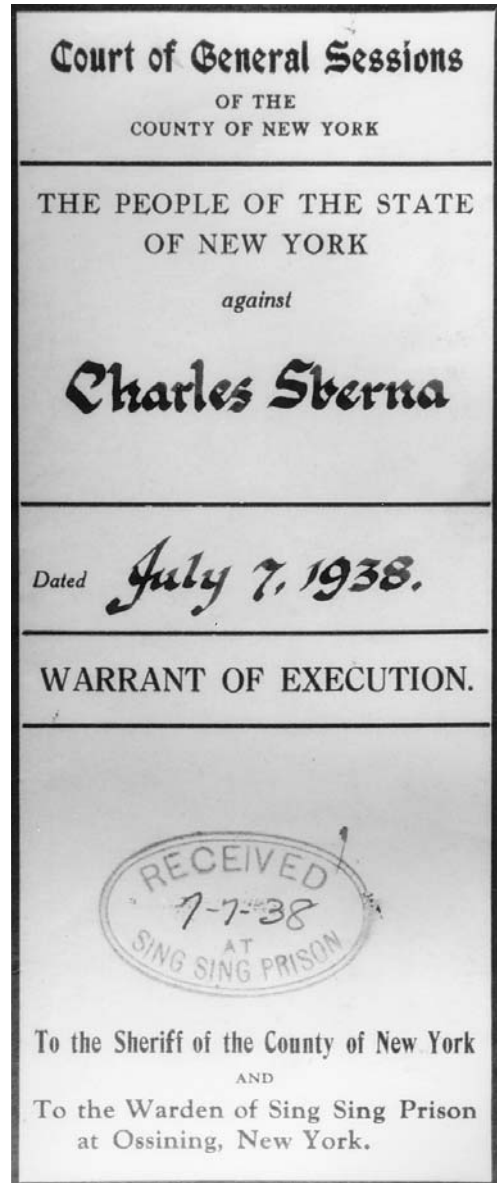 Court of General Sessions
OF THE
COUNTY OF NEW YORK
THE PEOPLE OF THE STATE
OF NEW YORK
against
Charles Sberna
Dated July 7, 1938.
WARRANT OF EXECUTION.
RECEIVED
7-7-38
AT
SING SING PRISON
To the Sheriff of the County of New York
AND
To the Warden of Sing Sing Prison
at Ossining, New York.